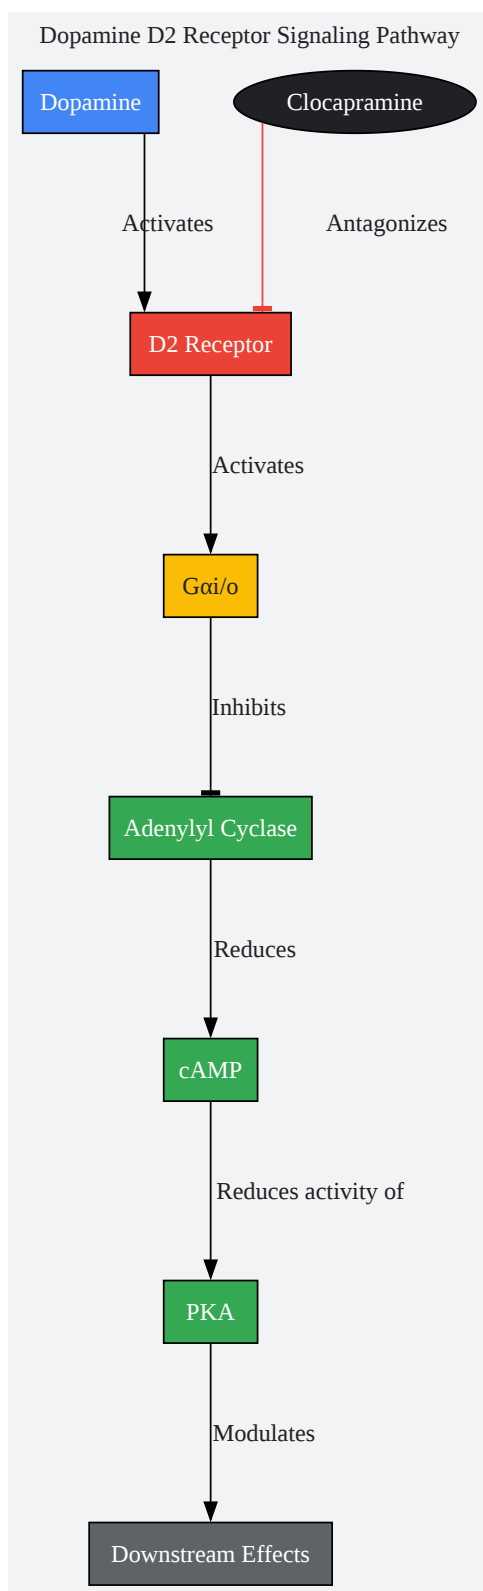 Dopamine D2 Receptor Signaling Pathway
Dopamine
Clocapramine
Activates
Antagonizes
D2 Receptor
Activates
Gαi/o
Inhibits
Adenylyl Cyclase
Reduces
cAMP
Reduces activity of
PKA
Modulates
Downstream Effects